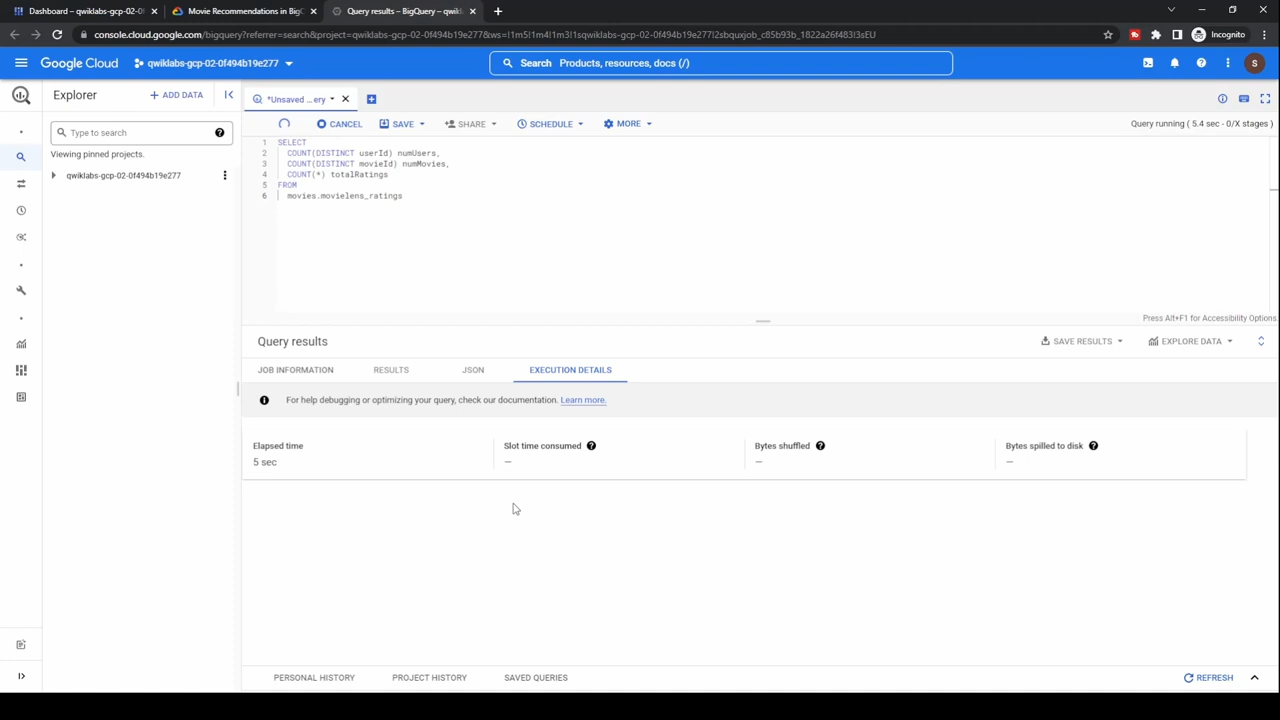 Dashboard – qwiklabs-gcp-02-0f
Movie Recommendations in BigC
Query results – BigQuery – qwikl
console.cloud.google.com/bigquery?referrer=search&project=qwiklabs-gcp-02-0f494b19e277&ws=!1m5!1m4!1m3!1sqwiklabs-gcp-02-0f494b19e277!2sbquxjob_c85b93b_1822a26f483!3sEU
Incognito
Google Cloud
qwiklabs-gcp-02-0f494b19e277
Search Products, resources, docs (/)
S
Explorer
+ ADD DATA
*Unsaved ...ery
Type to search
CANCEL
SAVE
SHARE
SCHEDULE
MORE
Query running ( 5.4 sec - 0/X stages )
Viewing pinned projects.
qwiklabs-gcp-02-0f494b19e277
1 SELECT
2 COUNT(DISTINCT userId) numUsers,
3 COUNT(DISTINCT movieId) numMovies,
4 COUNT(*) totalRatings
5 FROM
6 movies.movielens_ratings
Press Alt+F1 for Accessibility Options.
Query results
SAVE RESULTS
EXPLORE DATA
JOB INFORMATION
RESULTS
JSON
EXECUTION DETAILS
For help debugging or optimizing your query, check our documentation. Learn more.
Elapsed time
5 sec
Slot time consumed
—
Bytes shuffled
—
Bytes spilled to disk
—
PERSONAL HISTORY
PROJECT HISTORY
SAVED QUERIES
REFRESH